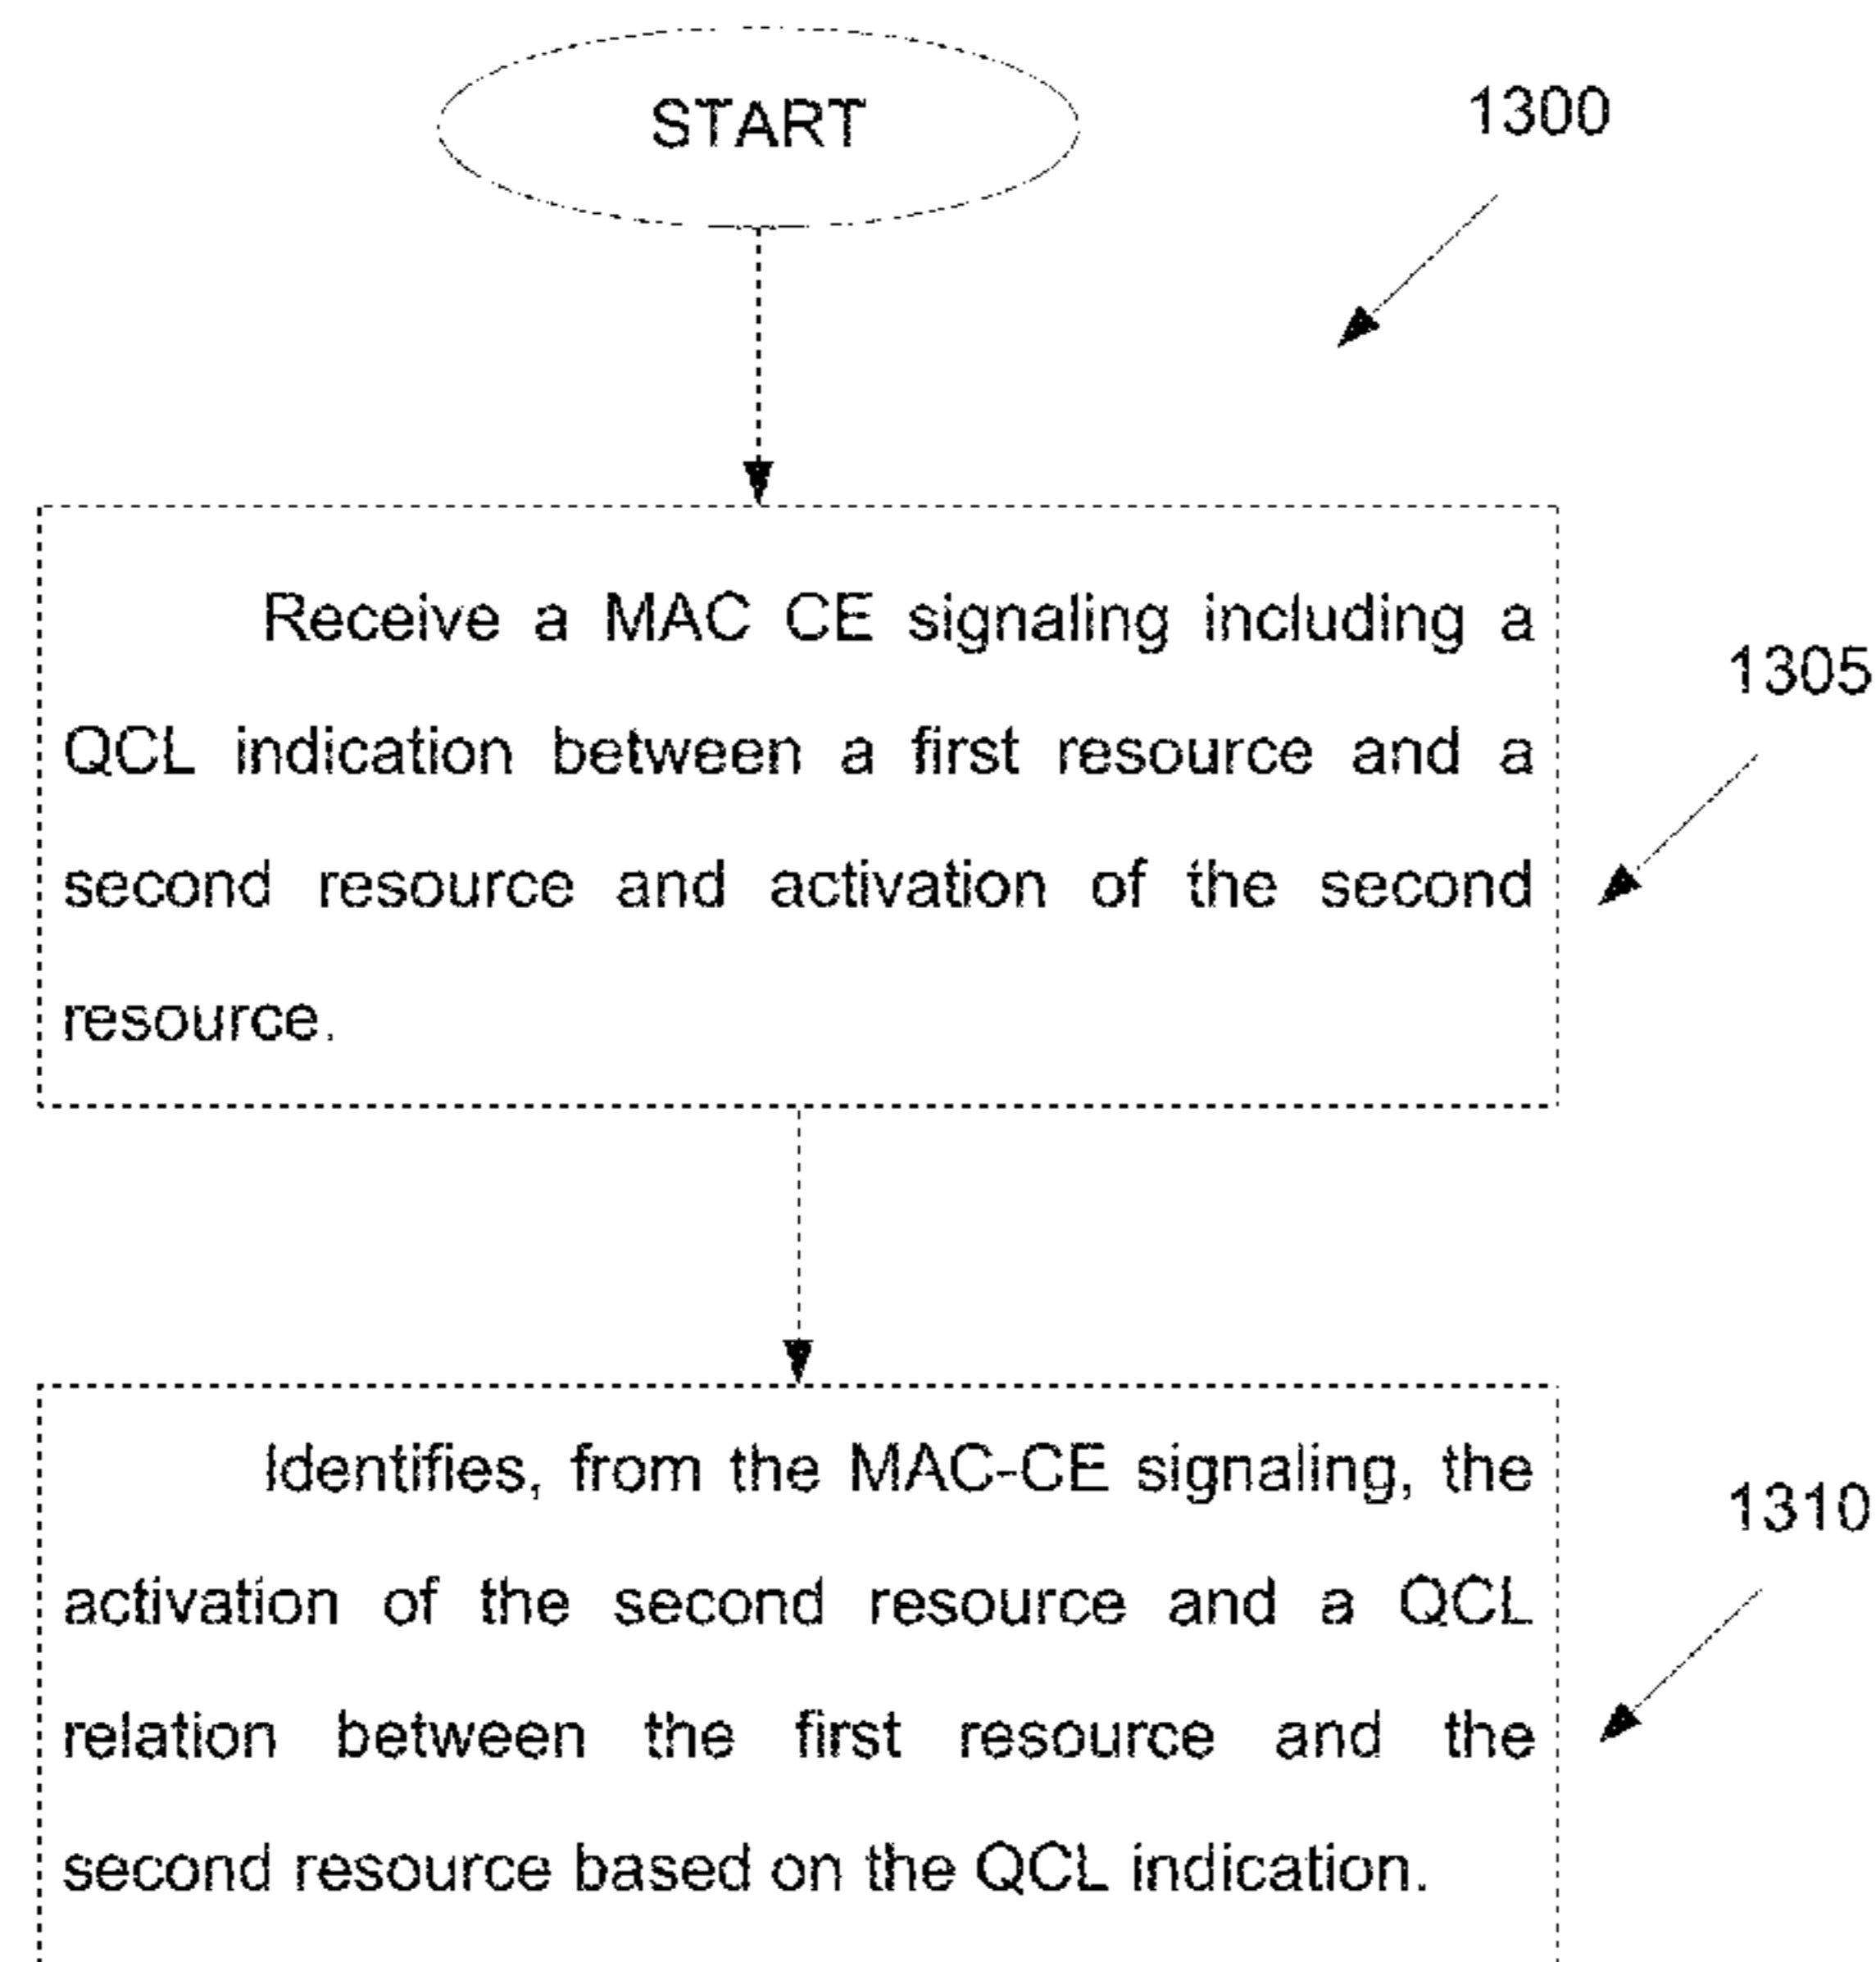 START
1300
Receive a MAC CE signaling including a
QCL indication between a first resource and a
second resource and activation of the second
resource.
1305
Identifies, from the MAC-CE signaling, the
activation of the second resource and a QCL
relation between the first resource and the
second resource based on the QCL indication.
1310